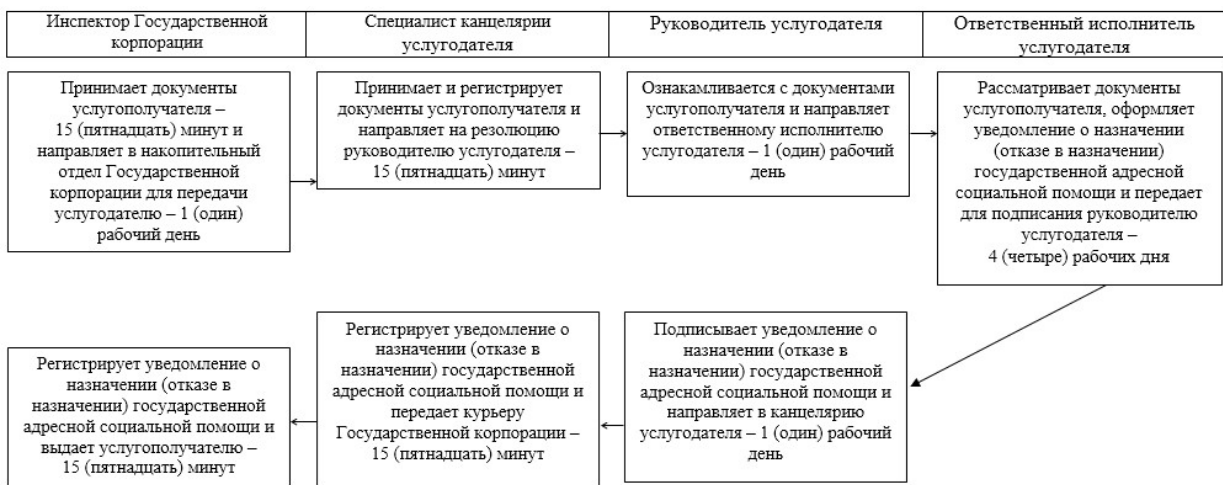 Инспектор Государственной
корпорации
Специалист канцелярии
услугодателя
Руководитель услугодателя
Ответственный исполнитель
услугодателя
Принимает документы
услугополучателя –
15 (пятнадцать) минут и
направляет в накопительный
отдел Государственной
корпорации для передачи
услугодателю – 1 (один)
рабочий день
Принимает и регистрирует
документы услугополучателя и
направляет на резолюцию
руководителю услугодателя –
15 (пятнадцать) минут
Ознакамливается с документами
услугополучателя и направляет
ответственному исполнителю
услугодателя – 1 (один) рабочий
день
Рассматривает документы
услугополучателя, оформляет
уведомление о назначении
(отказе в назначении)
государственной адресной
социальной помощи и передает
для подписания руководителю
услугодателя –
4 (четыре) рабочих дня
Подписывает уведомление о
назначении (отказе в
назначении) государственной
адресной социальной помощи и
направляет в канцелярию
услугодателя – 1 (один) рабочий
день
Регистрирует уведомление о
назначении (отказе в
назначении) государственной
адресной социальной помощи и
передает курьеру
Государственной корпорации –
15 (пятнадцать) минут
Регистрирует уведомление о
назначении (отказе в
назначении) государственной
адресной социальной помощи и
выдает услугополучателю –
15 (пятнадцать) минут